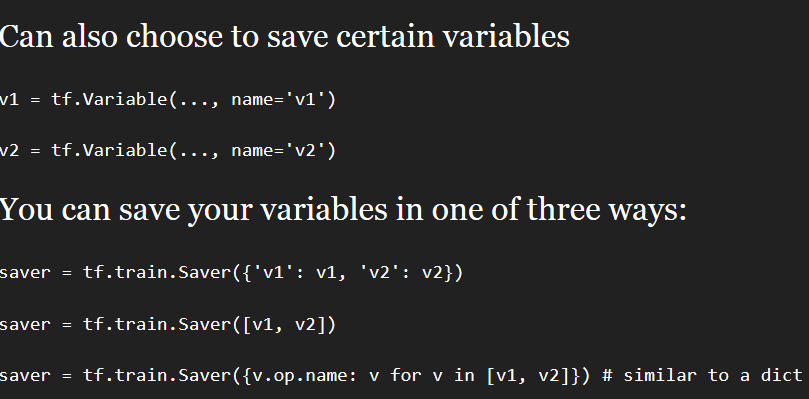 Can also choose to save certain variables
v1 = tf.Variable(..., name='v1')
v2 = tf.Variable(..., name='v2')
You can save your variables in one of three ways:
saver = tf.train.Saver({'v1': v1, 'v2': v2})
saver = tf.train.Saver([v1, v2])
saver = tf.train.Saver({v.op.name: v for v in [v1, v2]}) # similar to a dict